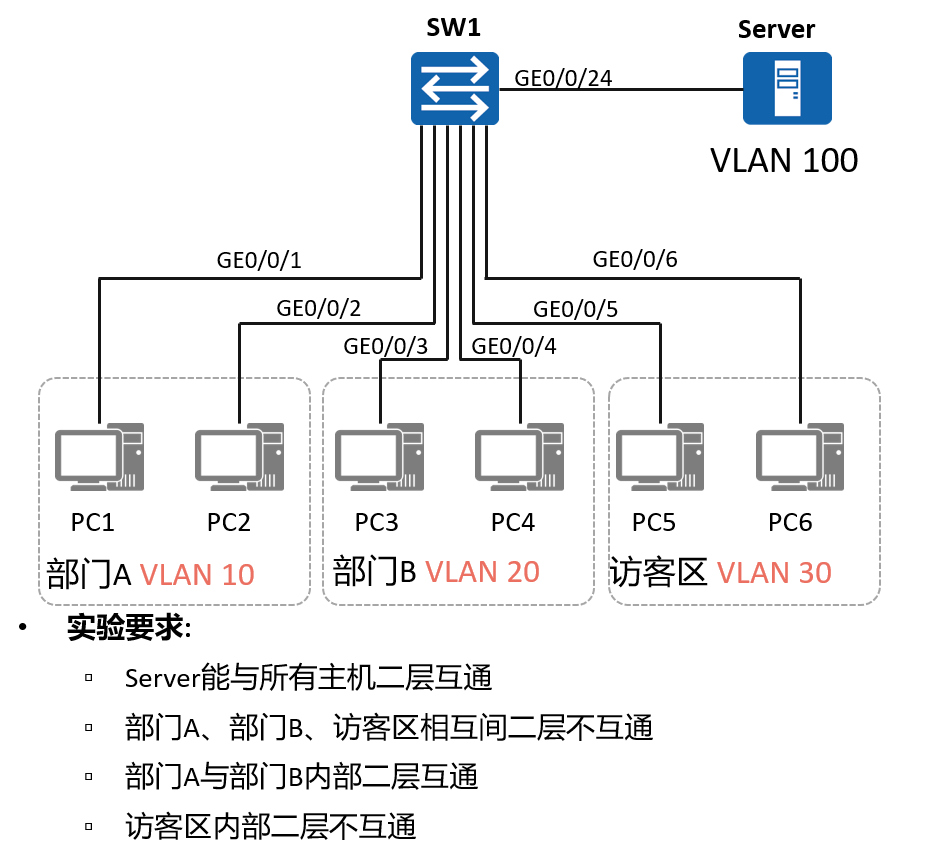 SW1
Server
GE0/0/24
VLAN 100
GE0/0/1
GE0/0/6
GE0/0/2
GE0/0/5
GE0/0/3
GE0/0/4
PC1
PC2
PC3
PC4
PC5
PC6
部门A VLAN 10
部门B VLAN 20
访客区 VLAN 30
• 实验要求:
▫ Server能与所有主机二层互通
▫ 部门A、部门B、访客区相互间二层不互通
▫ 部门A与部门B内部二层互通
▫ 访客区内部二层不互通